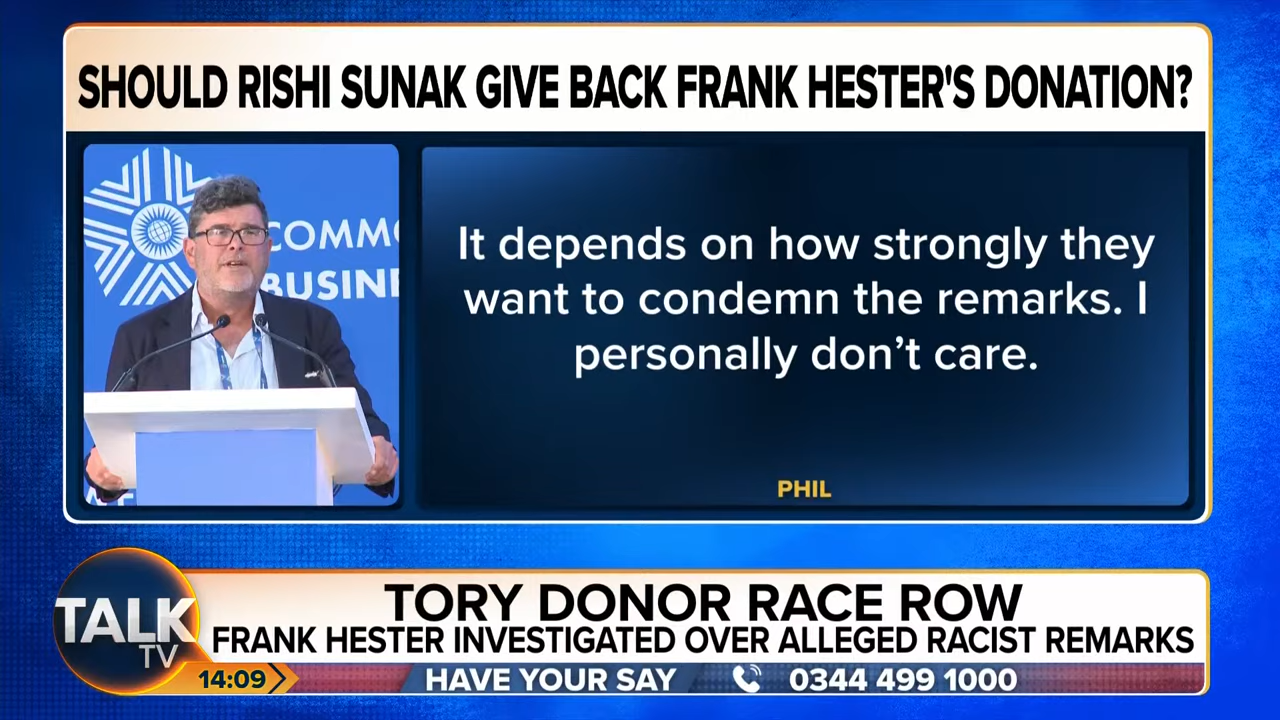 SHOULD RISHI SUNAK GIVE BACK FRANK HESTER'S DONATION?
COMMO
BUSINE
It depends on how strongly they
want to condemn the remarks. I
personally don’t care.
PHIL
TALK
TV
TORY DONOR RACE ROW
FRANK HESTER INVESTIGATED OVER ALLEGED RACIST REMARKS
14:09
HAVE YOUR SAY 0344 499 1000